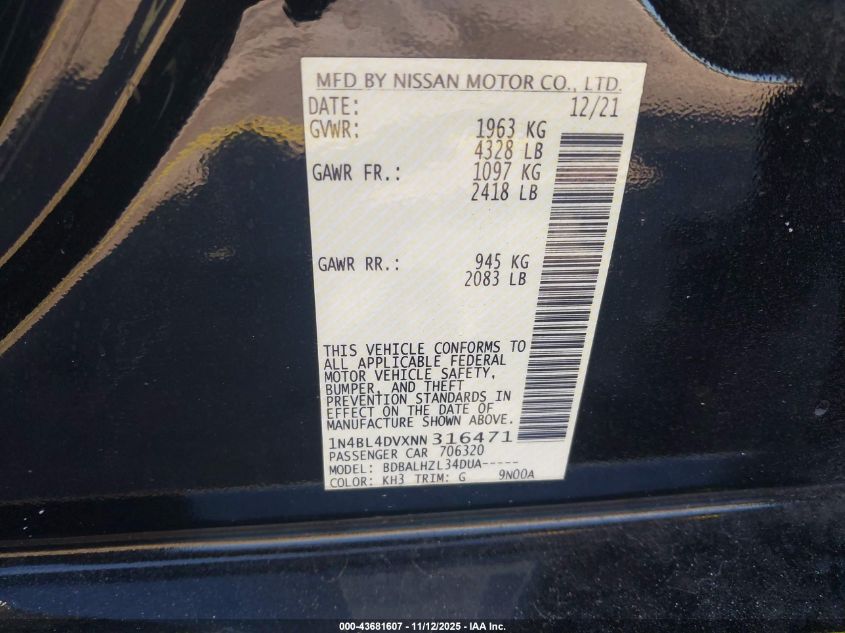 MFD BY NISSAN MOTOR CO., LTD.
DATE: 12/21
GVWR: 1963 KG
4328 LB
GAWR FR.: 1097 KG
2418 LB
GAWR RR.: 945 KG
2083 LB
THIS VEHICLE CONFORMS TO
ALL APPLICABLE FEDERAL
MOTOR VEHICLE SAFETY,
BUMPER, AND THEFT
PREVENTION STANDARDS IN
EFFECT ON THE DATE OF
MANUFACTURE SHOWN ABOVE.
1N4BL4DVXNN316471
PASSENGER CAR 706320
MODEL: BDBALHZL34DUA-----
COLOR: KH3 TRIM: G 9N00A
000-43681607 - 11/12/2025 - IAA Inc.